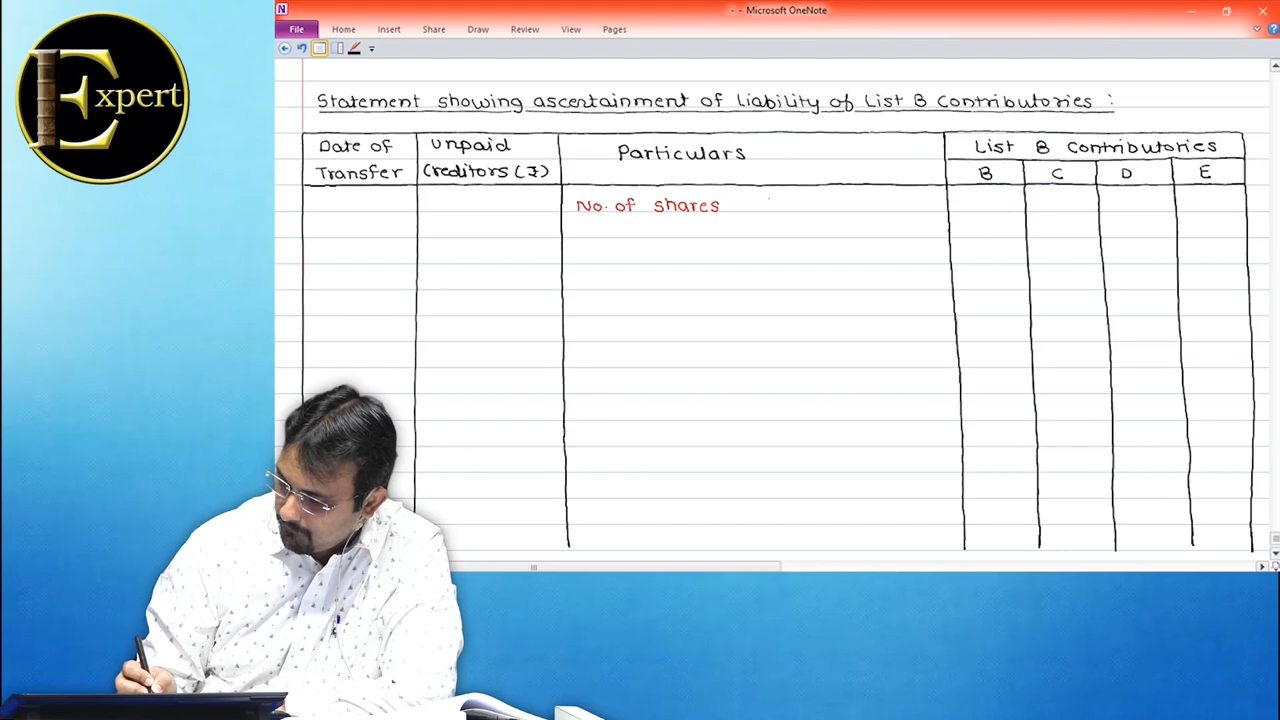 Expert
- - Microsoft OneNote
File Home Insert Share Draw Review View Pages
Statement showing ascertainment of liability of List B Contributories :
Date of Transfer
Unpaid Creditors (₹)
Particulars
List B Contributories
B C D E
No. of shares